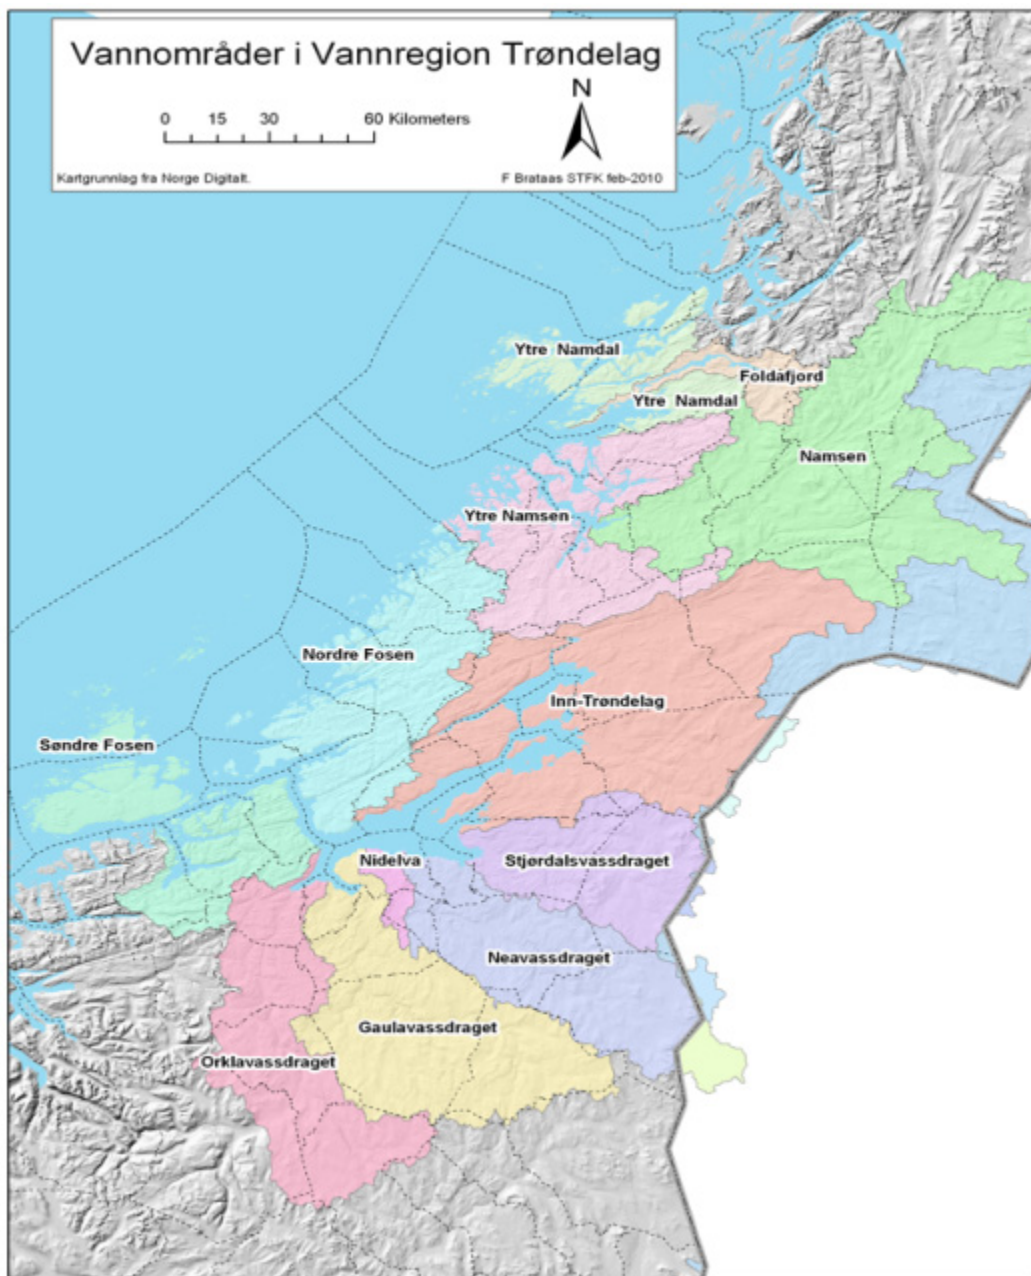 Vannområder i Vannregion Trøndelag
N
0 15 30 60 Kilometers
Kartgrunnlag fra Norge Digitalt.
F Brataas STFK feb-2010
Ytre Namdal
Foldafjord
Ytre Namdal
Namsen
Ytre Namsen
Nordre Fosen
Inn-Trøndelag
Søndre Fosen
Nidelva
Stjørdalsvassdraget
Neavassdraget
Gaulavassdraget
Orklavassdraget